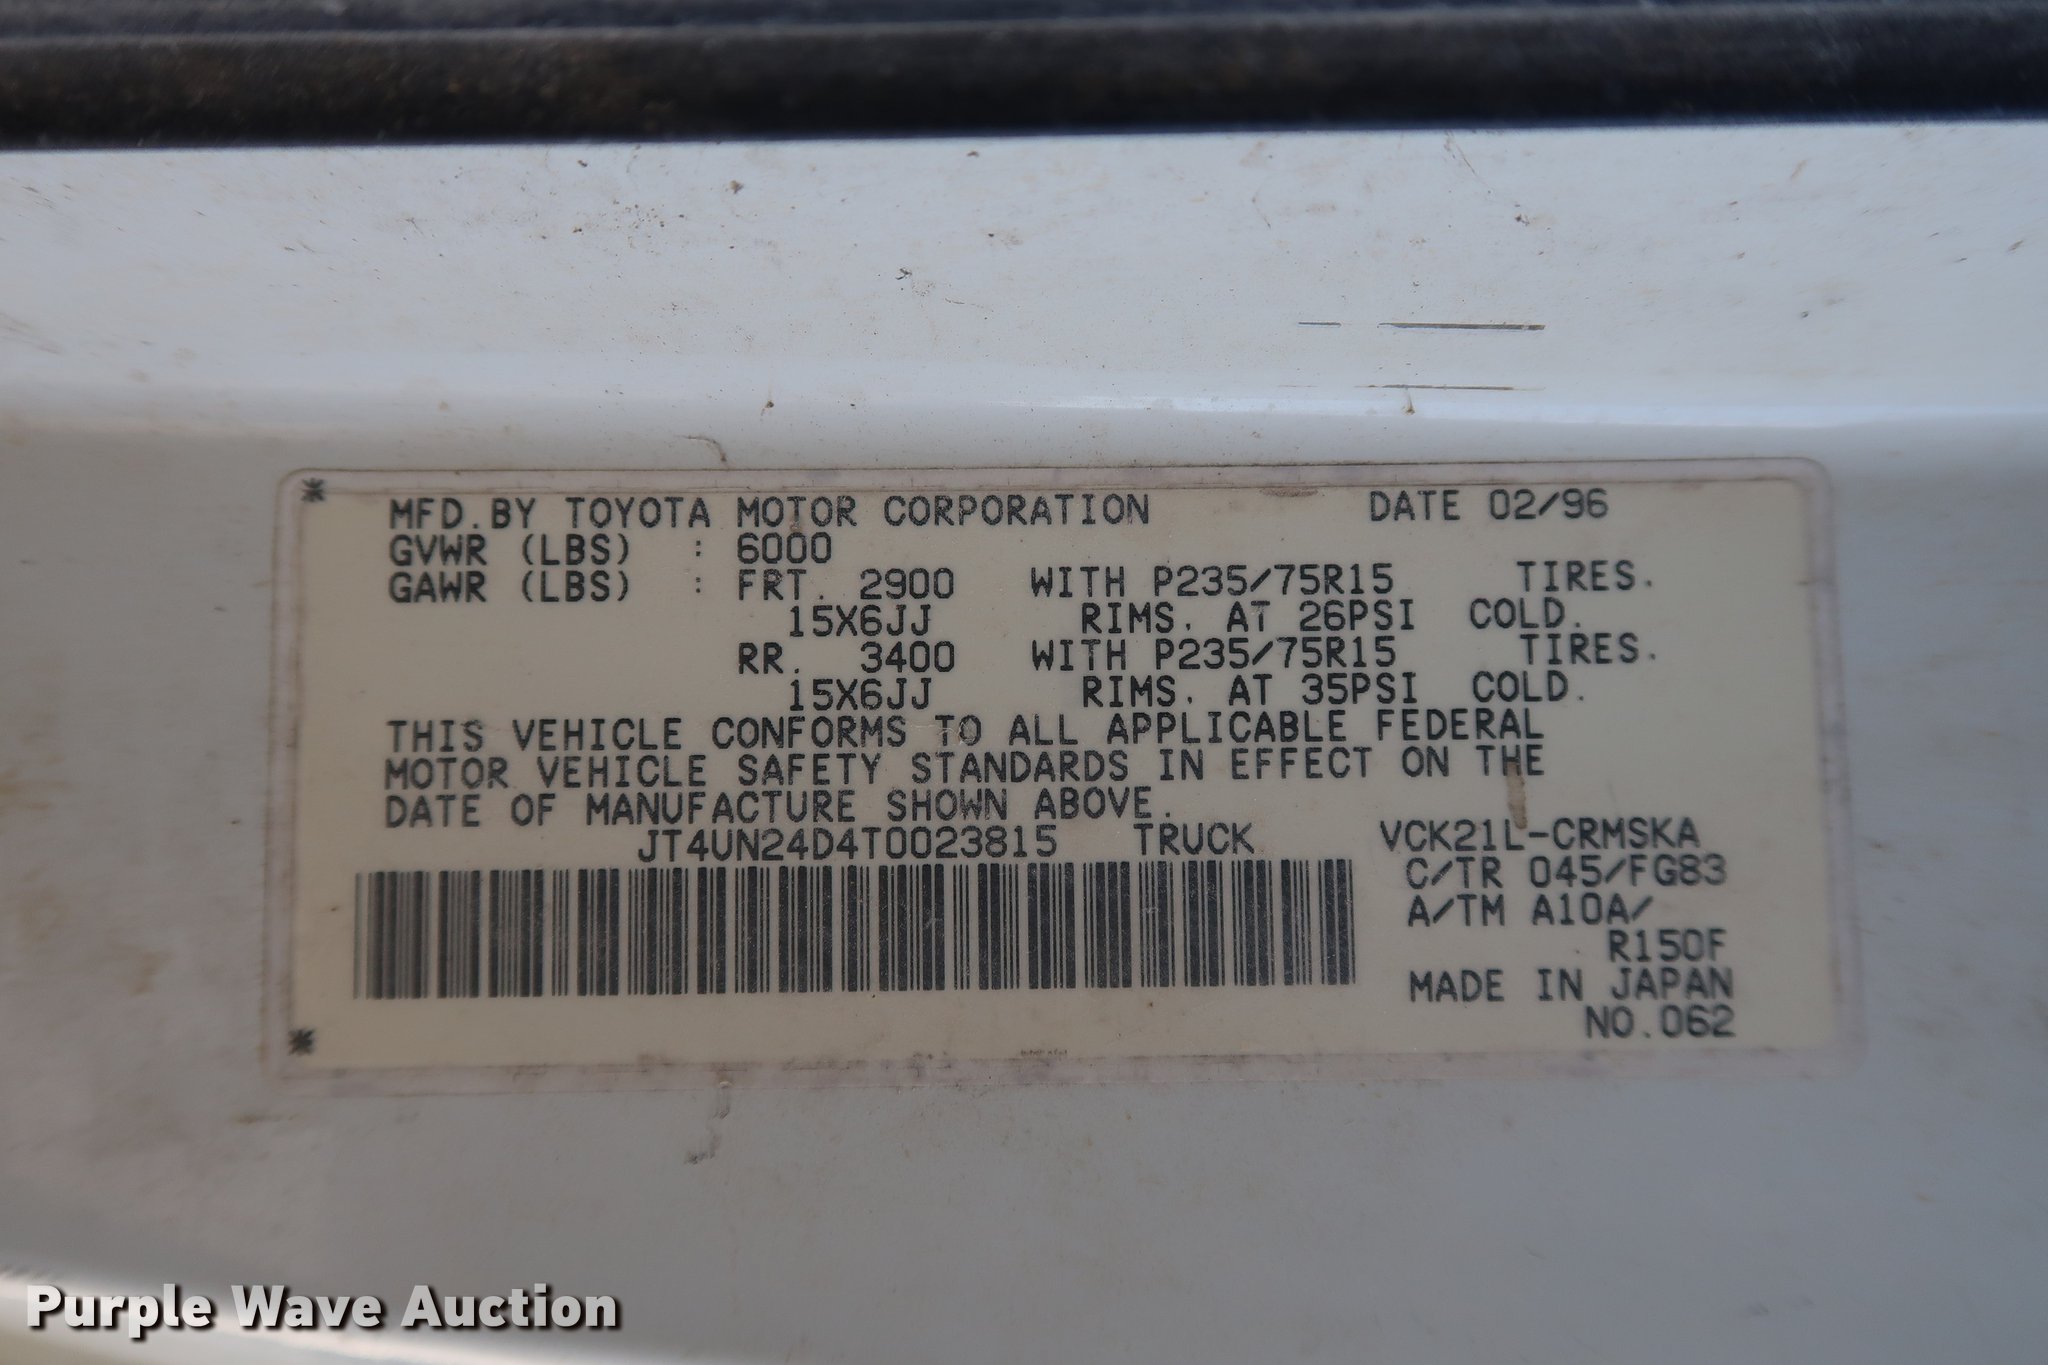 MFD.BY TOYOTA MOTOR CORPORATION DATE 02/96
GVWR (LBS) : 6000
GAWR (LBS) : FRT. 2900 WITH P235/75R15 TIRES.
15X6JJ RIMS. AT 26PSI COLD.
RR. 3400 WITH P235/75R15 TIRES.
15X6JJ RIMS. AT 35PSI COLD.
THIS VEHICLE CONFORMS TO ALL APPLICABLE FEDERAL
MOTOR VEHICLE SAFETY STANDARDS IN EFFECT ON THE
DATE OF MANUFACTURE SHOWN ABOVE.
JT4UN24D4T0023815 TRUCK VCK21L-CRMSKA
C/TR 045/FG83
A/TM A10A/
R150F
MADE IN JAPAN
NO.062
Purple Wave Auction